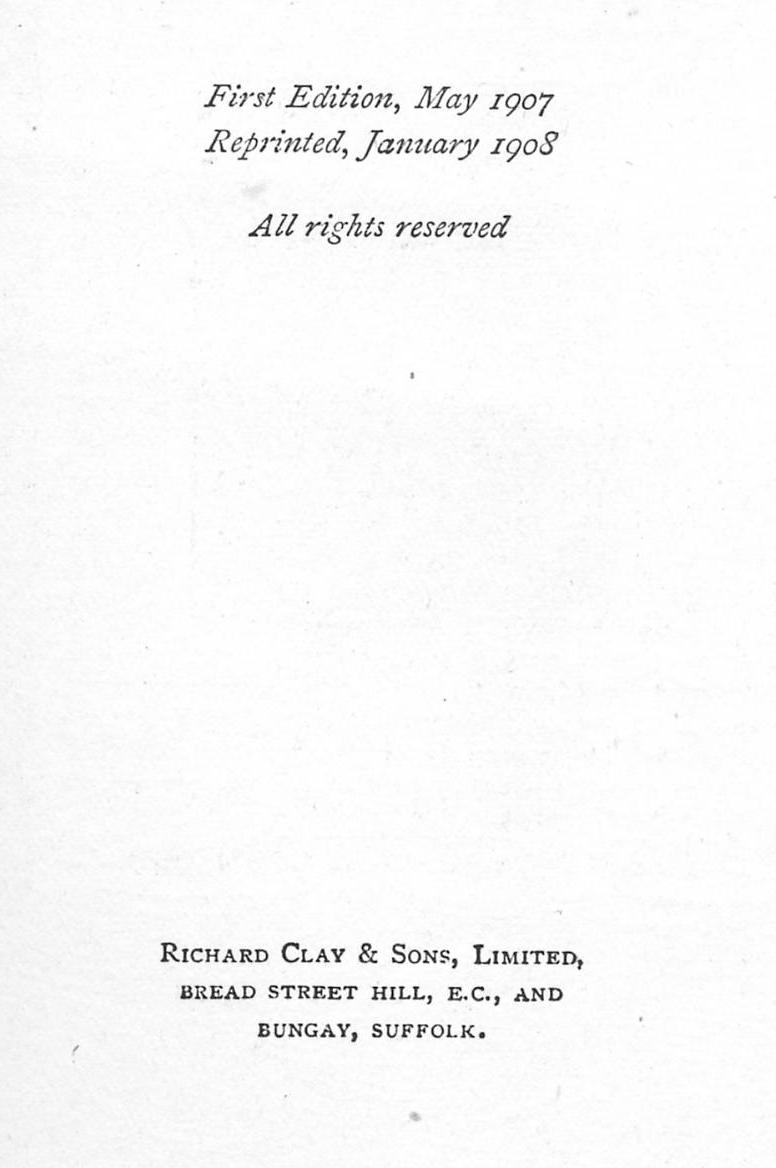 First Edition, May 1907
Reprinted, January 1908
All rights reserved
Richard Clay & Sons, Limited,
BREAD STREET HILL, E.C., AND
BUNGAY, SUFFOLK.